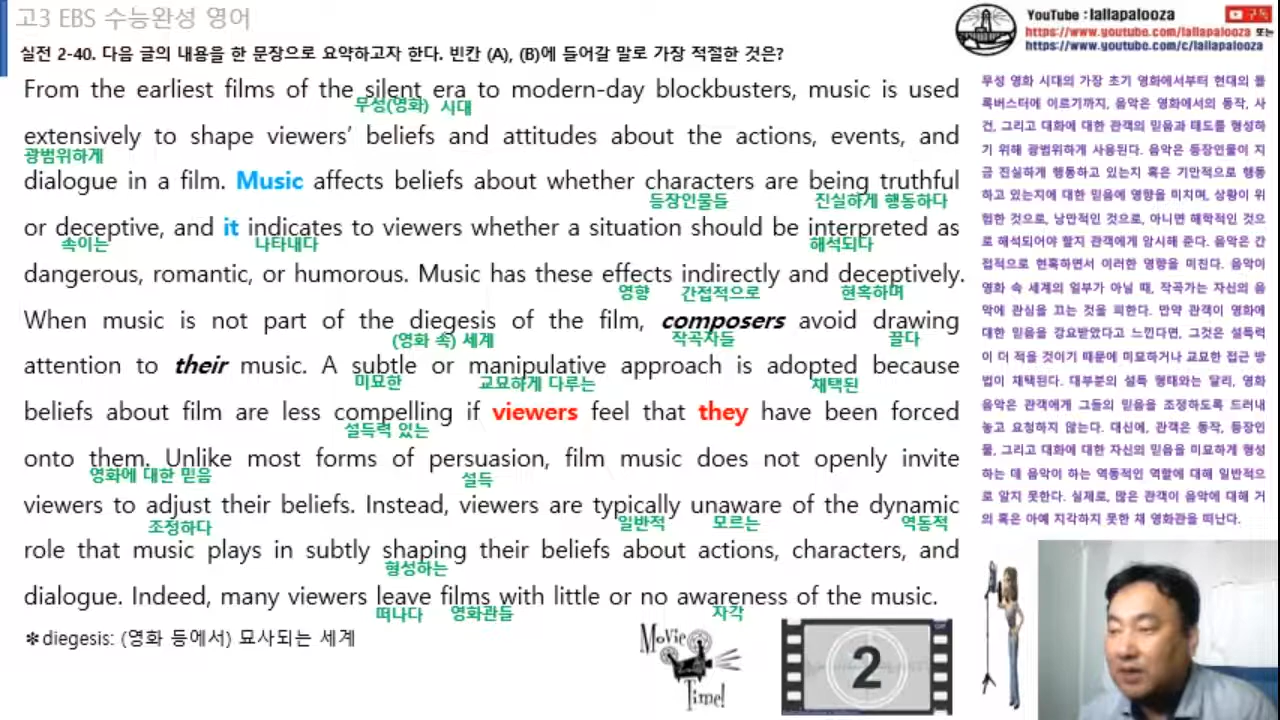 고3 EBS 수능완성 영어
YouTube : lallapalooza
구독
https://www.youtube.com/lallapalooza 또는
https://www.youtube.com/c/lallapalooza
실전 2-40. 다음 글의 내용을 한 문장으로 요약하고자 한다. 빈칸 (A), (B)에 들어갈 말로 가장 적절한 것은?
From the earliest films of the silent era to modern-day blockbusters, music is used
무성(영화) 시대
extensively to shape viewers' beliefs and attitudes about the actions, events, and
광범위하게
dialogue in a film. Music affects beliefs about whether characters are being truthful
등장인물들 진실하게 행동하다
or deceptive, and it indicates to viewers whether a situation should be interpreted as
속이는 나타내다 해석되다
dangerous, romantic, or humorous. Music has these effects indirectly and deceptively.
영향 간접적으로 현혹하며
When music is not part of the diegesis of the film, composers avoid drawing
(영화 속) 세계 작곡자들 끌다
attention to their music. A subtle or manipulative approach is adopted because
미묘한 교묘하게 다루는 채택된
beliefs about film are less compelling if viewers feel that they have been forced
설득력 있는
onto them. Unlike most forms of persuasion, film music does not openly invite
영화에 대한 믿음 설득
viewers to adjust their beliefs. Instead, viewers are typically unaware of the dynamic
조정하다 일반적 모르는 역동적
role that music plays in subtly shaping their beliefs about actions, characters, and
형성하는
dialogue. Indeed, many viewers leave films with little or no awareness of the music.
떠나다 영화관들 자각
✻diegesis: (영화 등에서) 묘사되는 세계
무성 영화 시대의 가장 초기 영화에서부터 현대의 블
록버스터에 이르기까지, 음악은 영화에서의 동작, 사
건, 그리고 대화에 대한 관객의 믿음과 태도를 형성하
기 위해 광범위하게 사용된다. 음악은 등장인물이 지
금 진실하게 행동하고 있는지 혹은 기만적으로 행동
하고 있는지에 대한 믿음에 영향을 미치며, 상황이 위
험한 것으로, 낭만적인 것으로, 아니면 해학적인 것으
로 해석되어야 할지 관객에게 암시해 준다. 음악은 간
접적으로 현혹하면서 이러한 영향을 미친다. 음악이
영화 속 세계의 일부가 아닐 때, 작곡가는 자신의 음
악에 관심을 끄는 것을 피한다. 만약 관객이 영화에
대한 믿음을 강요받았다고 느낀다면, 그것은 설득력
이 더 적을 것이기 때문에 미묘하거나 교묘한 접근 방
법이 채택된다. 대부분의 설득 형태와는 달리, 영화
음악은 관객에게 그들의 믿음을 조정하도록 드러내
놓고 요청하지 않는다. 대신에, 관객은 동작, 등장인
물, 그리고 대화에 대한 자신의 믿음을 미묘하게 형성
하는 데 음악이 하는 역동적인 역할에 대해 일반적으
로 알지 못한다. 실제로, 많은 관객이 음악에 대해 거
의 혹은 아예 지각하지 못한 채 영화관을 떠난다.
Movie
Time!
2